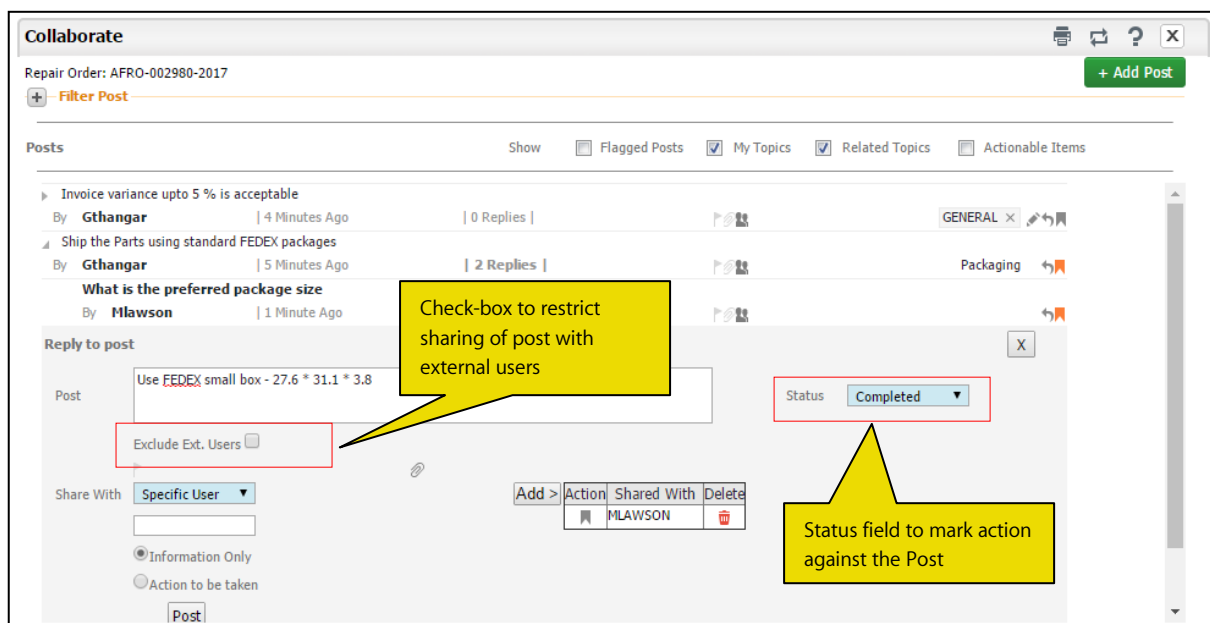 Collaborate
? X
Repair Order: AFRO-002980-2017
+ Add Post
+ Filter Post
Posts Show Flagged Posts My Topics Related Topics Actionable Items
Invoice variance upto 5 % is acceptable
By Gthangar | 4 Minutes Ago | 0 Replies | GENERAL ×
Ship the Parts using standard FEDEX packages
By Gthangar | 5 Minutes Ago | 2 Replies | Packaging
What is the preferred package size
By Mlawson | 1 Minute Ago
Check-box to restrict
sharing of post with
external users
Reply to post X
Post Use FEDEX small box - 27.6 * 31.1 * 3.8
Status Completed
Exclude Ext. Users
Share With Specific User
Add > Action Shared With Delete
MLAWSON
Information Only
Action to be taken
Post
Status field to mark action
against the Post